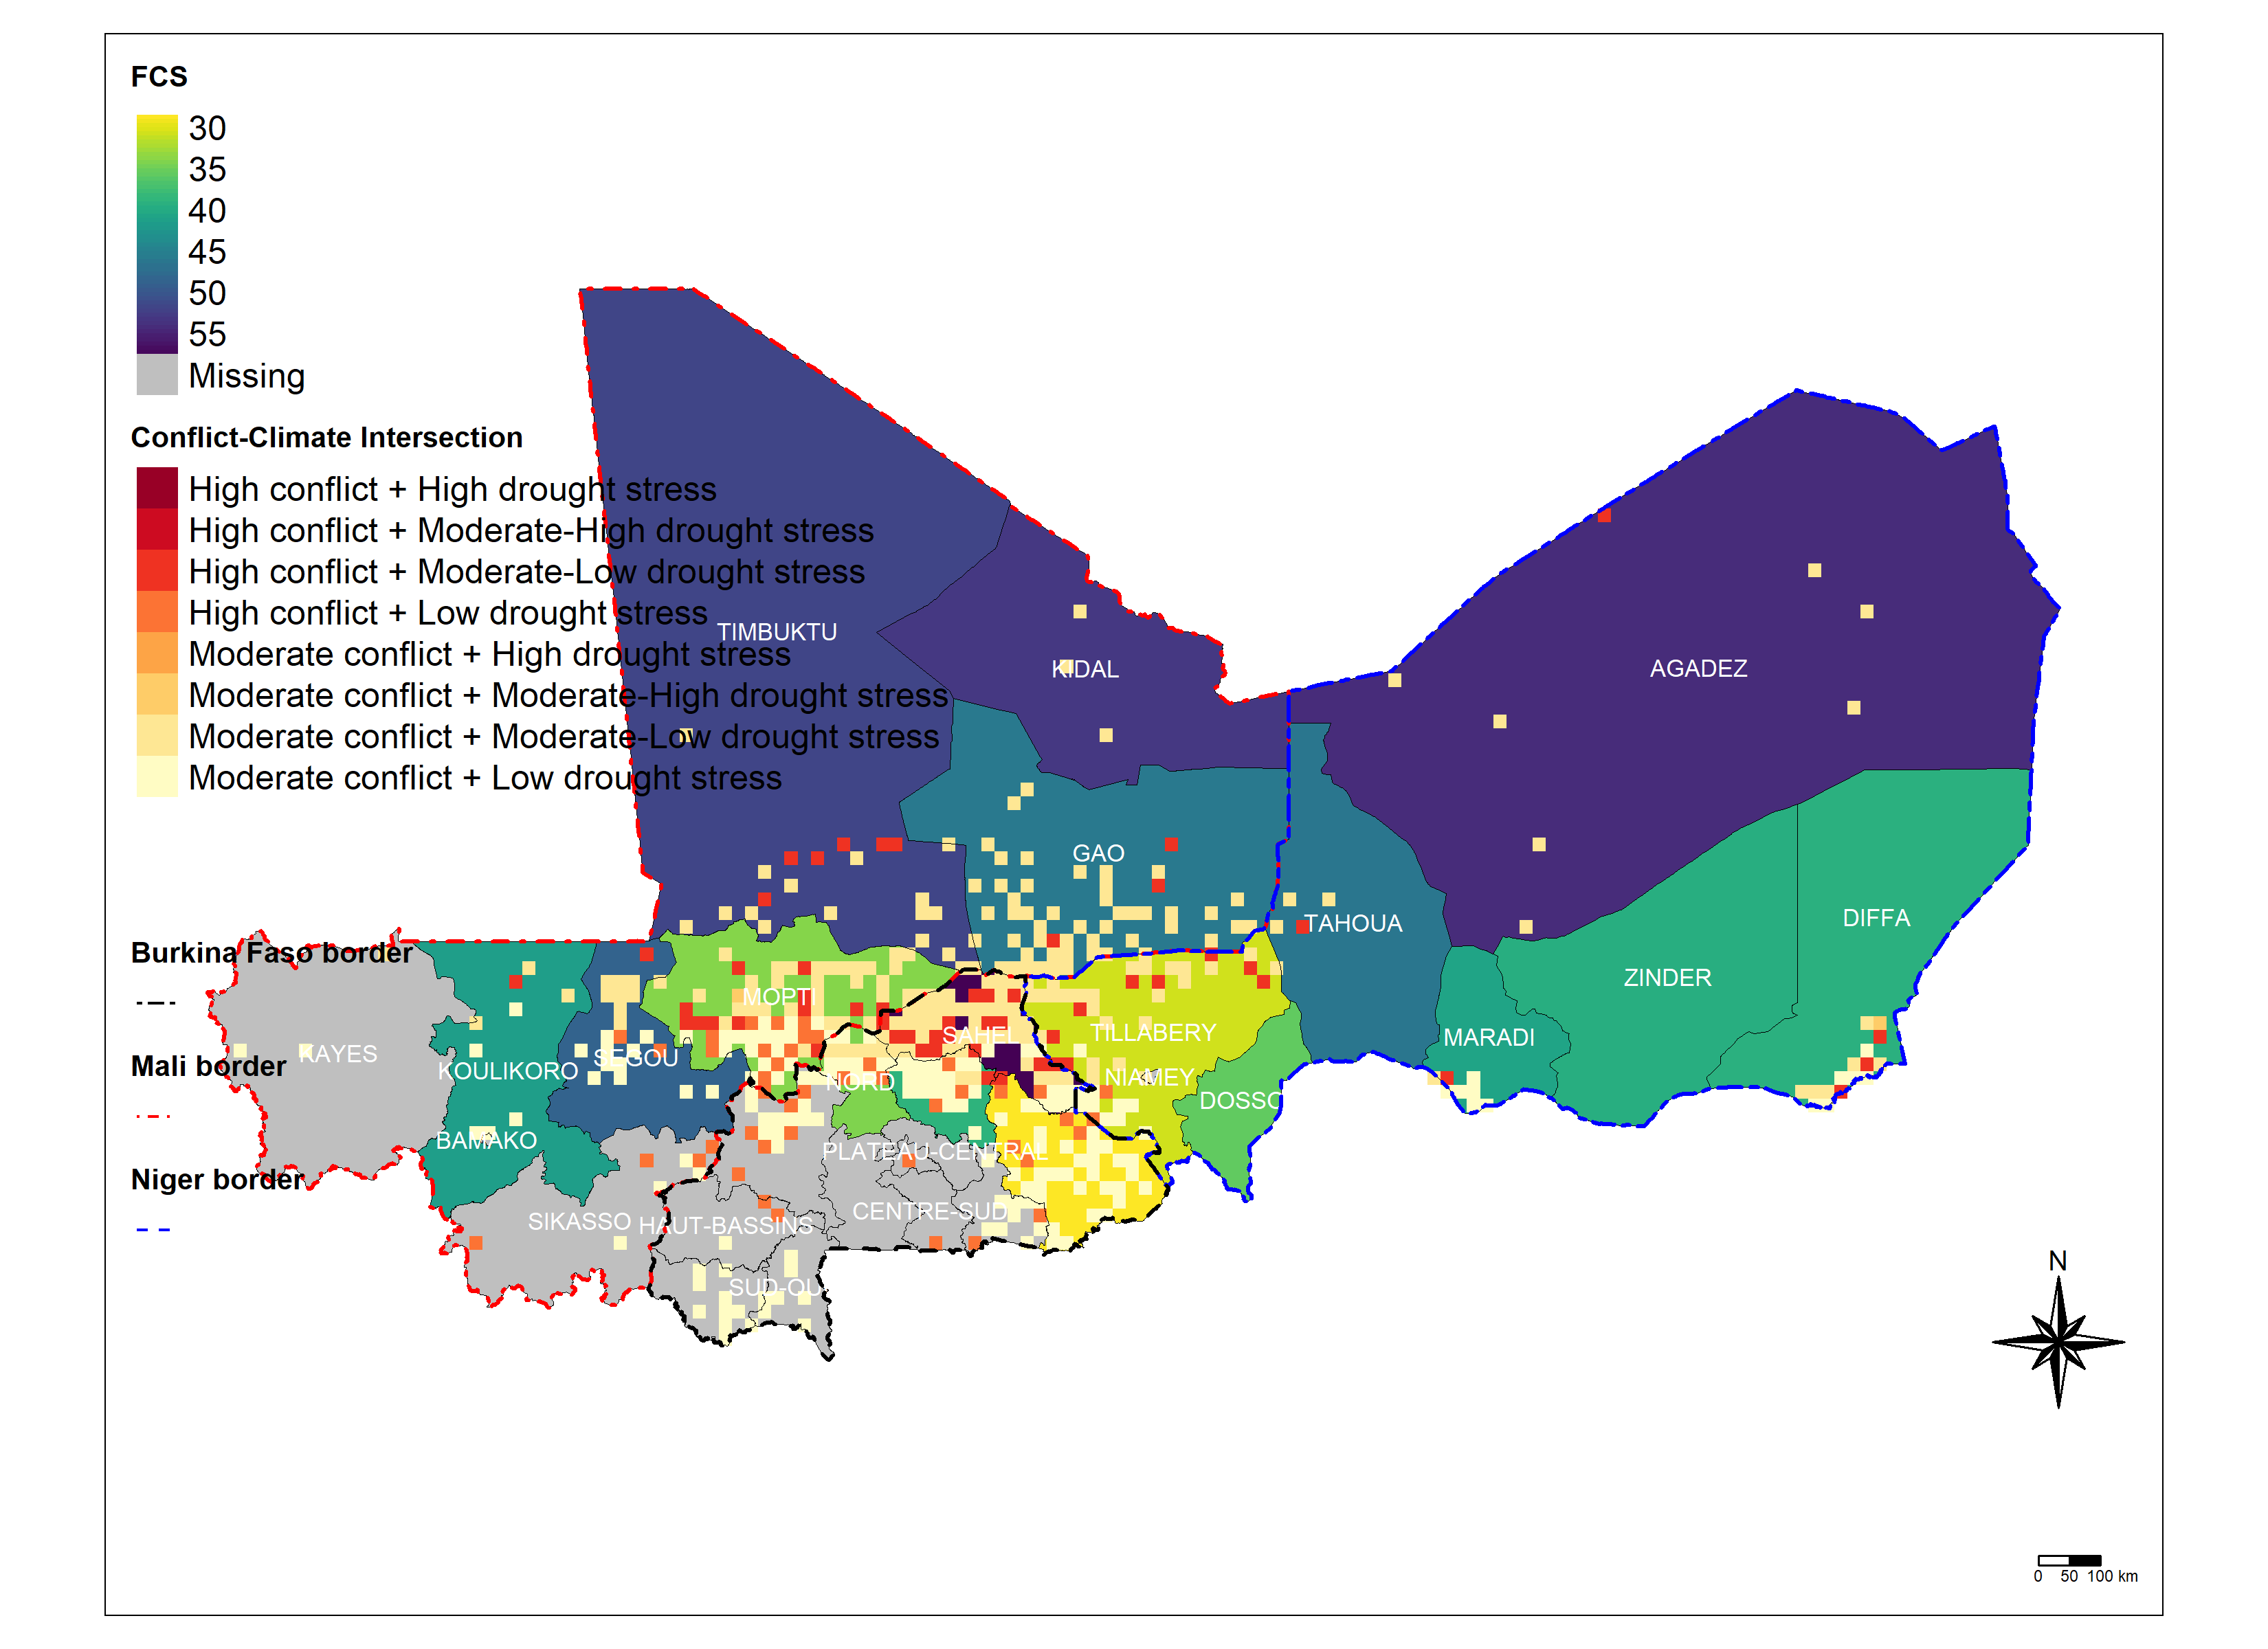 FCS
30
35
40
45
50
55
Missing
Conflict-Climate Intersection
High conflict + High drought stress
High conflict + Moderate-High drought stress
High conflict + Moderate-Low drought stress
High conflict + Low drought stress
Moderate conflict + High drought stress
Moderate conflict + Moderate-High drought stress
Moderate conflict + Moderate-Low drought stress
Moderate conflict + Low drought stress
Burkina Faso border
Mali border
Niger border
TIMBUKTU
KIDAL
AGADEZ
GAO
TAHOUA
DIFFA
ZINDER
MOPTI
SAHEL
TILLABERY
MARADI
KAYES
KOULIKORO
SEGOU
NORD
NIAMEY
DOSSO
BAMAKO
PLATEAU-CENTRAL
SIKASSO
HAUT-BASSINS
CENTRE-SUD
SUD-OU
N
0 50 100 km